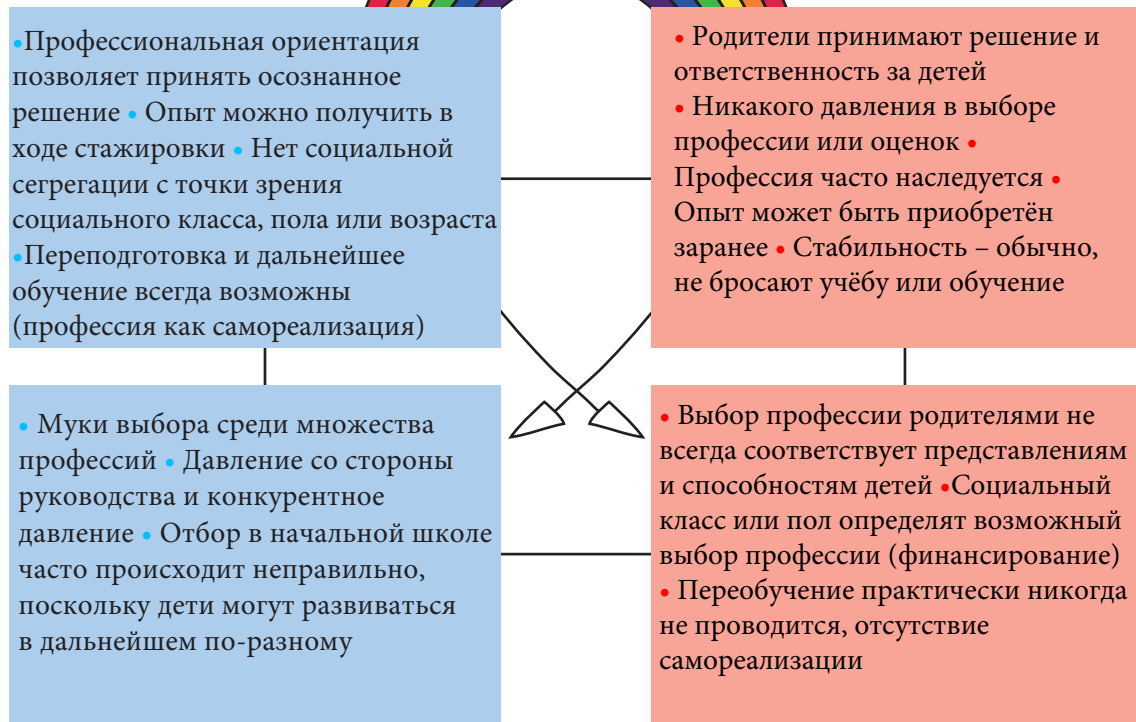 •Профессиональная ориентация
позволяет принять осознанное
решение • Опыт можно получить в
ходе стажировки • Нет социальной
сегрегации с точки зрения
социального класса, пола или возраста
•Переподготовка и дальнейшее
обучение всегда возможны
(профессия как самореализация)
• Родители принимают решение и
ответственность за детей
• Никакого давления в выборе
профессии или оценок •
Профессия часто наследуется •
Опыт может быть приобретён
заранее • Стабильность – обычно,
не бросают учёбу или обучение
• Муки выбора среди множества
профессий • Давление со стороны
руководства и конкурентное
давление • Отбор в начальной школе
часто происходит неправильно,
поскольку дети могут развиваться
в дальнейшем по-разному
• Выбор профессии родителями не
всегда соответствует представлениям
и способностям детей •Социальный
класс или пол определят возможный
выбор профессии (финансирование)
• Переобучение практически никогда
не проводится, отсутствие
самореализации